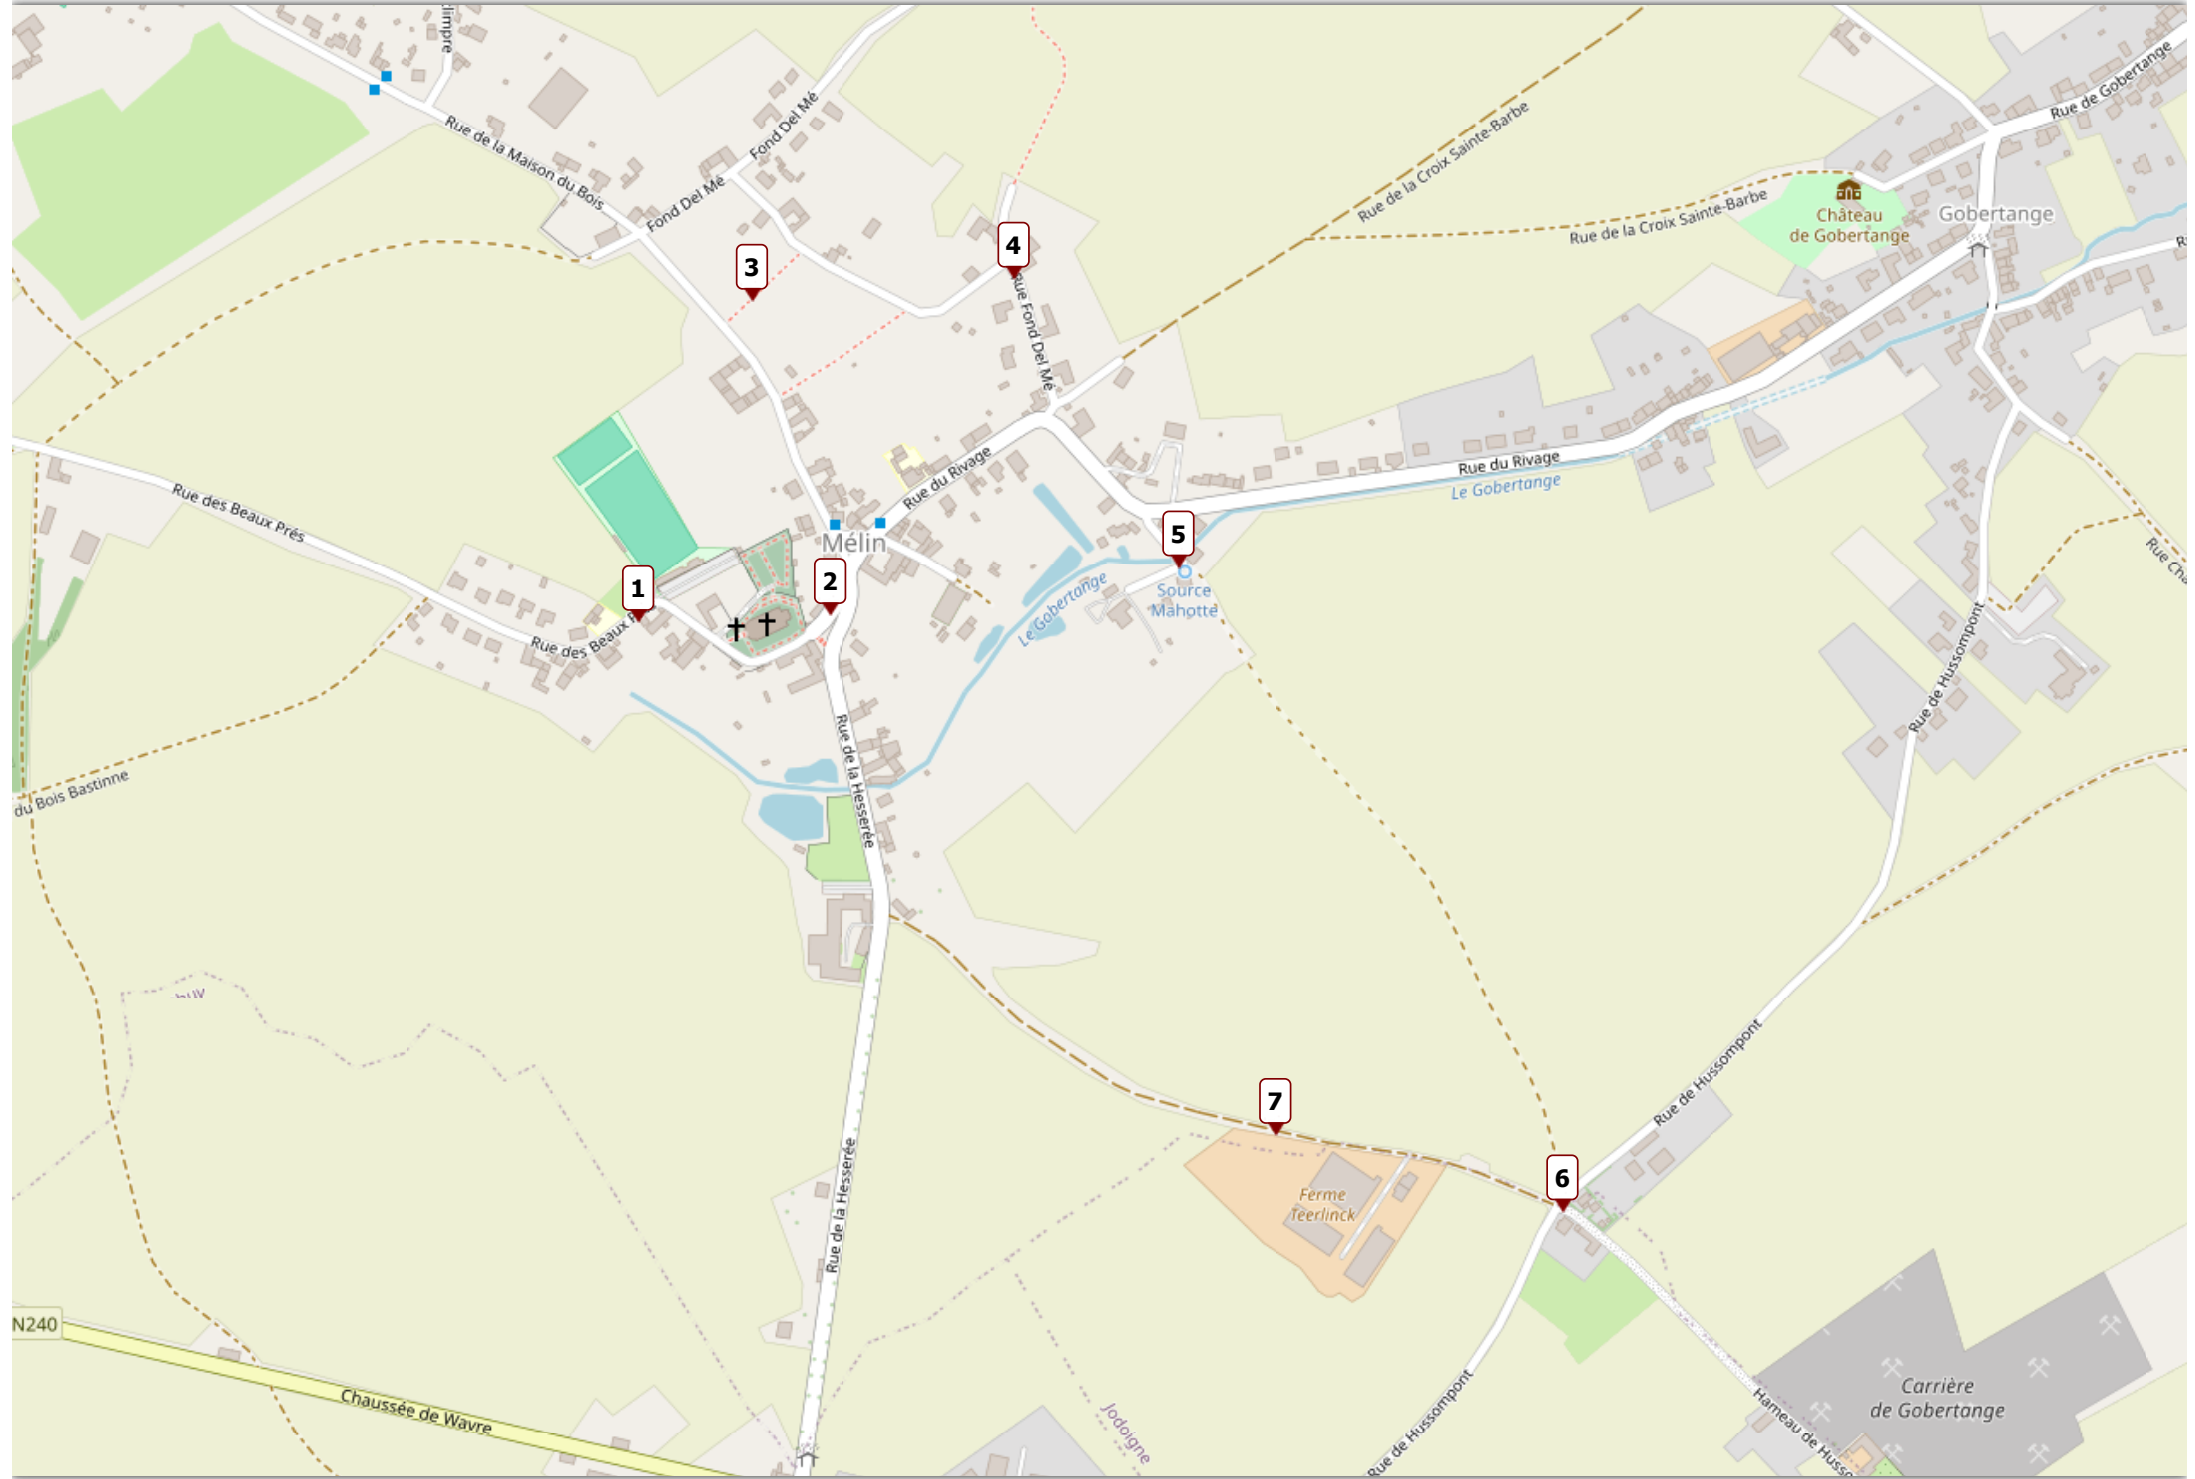 Rue de Gobertange
Rue de la Maison du Bois
Fond Del Mé
Fond Del Mé
Rue de la Croix Sainte-Barbe
Rue de la Croix Sainte-Barbe
Château
de Gobertange
Gobertange
3
4
Rue Fond Del Mé
Rue du Rivage
Rue du Rivage
Le Gobertange
Rue des Beaux Prés
Mélin
5
1
2
Source
Mahotte
Le Gobertange
Rue des Beaux
Rue de Hussompont
Rue de la Hesserée
du Bois Bastinne
Rue de Hussompont
7
6
Ferme
Teerlinck
Rue de la Hesserée
N240
Chaussée de Wavre
Jodoigne
Rue de Hussompont
Carrière
de Gobertange
Hameau de Husso